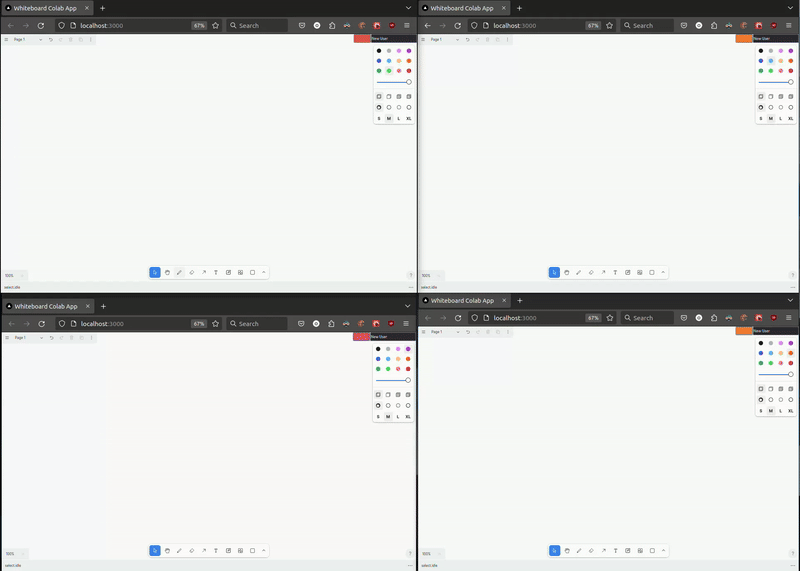 Whiteboard Colab App
localhost:3000
67%
Search
Page 1
New User
S M L XL
T
100%
?
select.idle
Whiteboard Colab App
localhost:3000
67%
Search
Page 1
New User
S M L XL
T
100%
?
select.idle
Whiteboard Colab App
localhost:3000
67%
Search
Page 1
New User
S M L XL
T
100%
?
select.idle
Whiteboard Colab App
localhost:3000
67%
Search
Page 1
New User
S M L XL
T
100%
?
select.idle